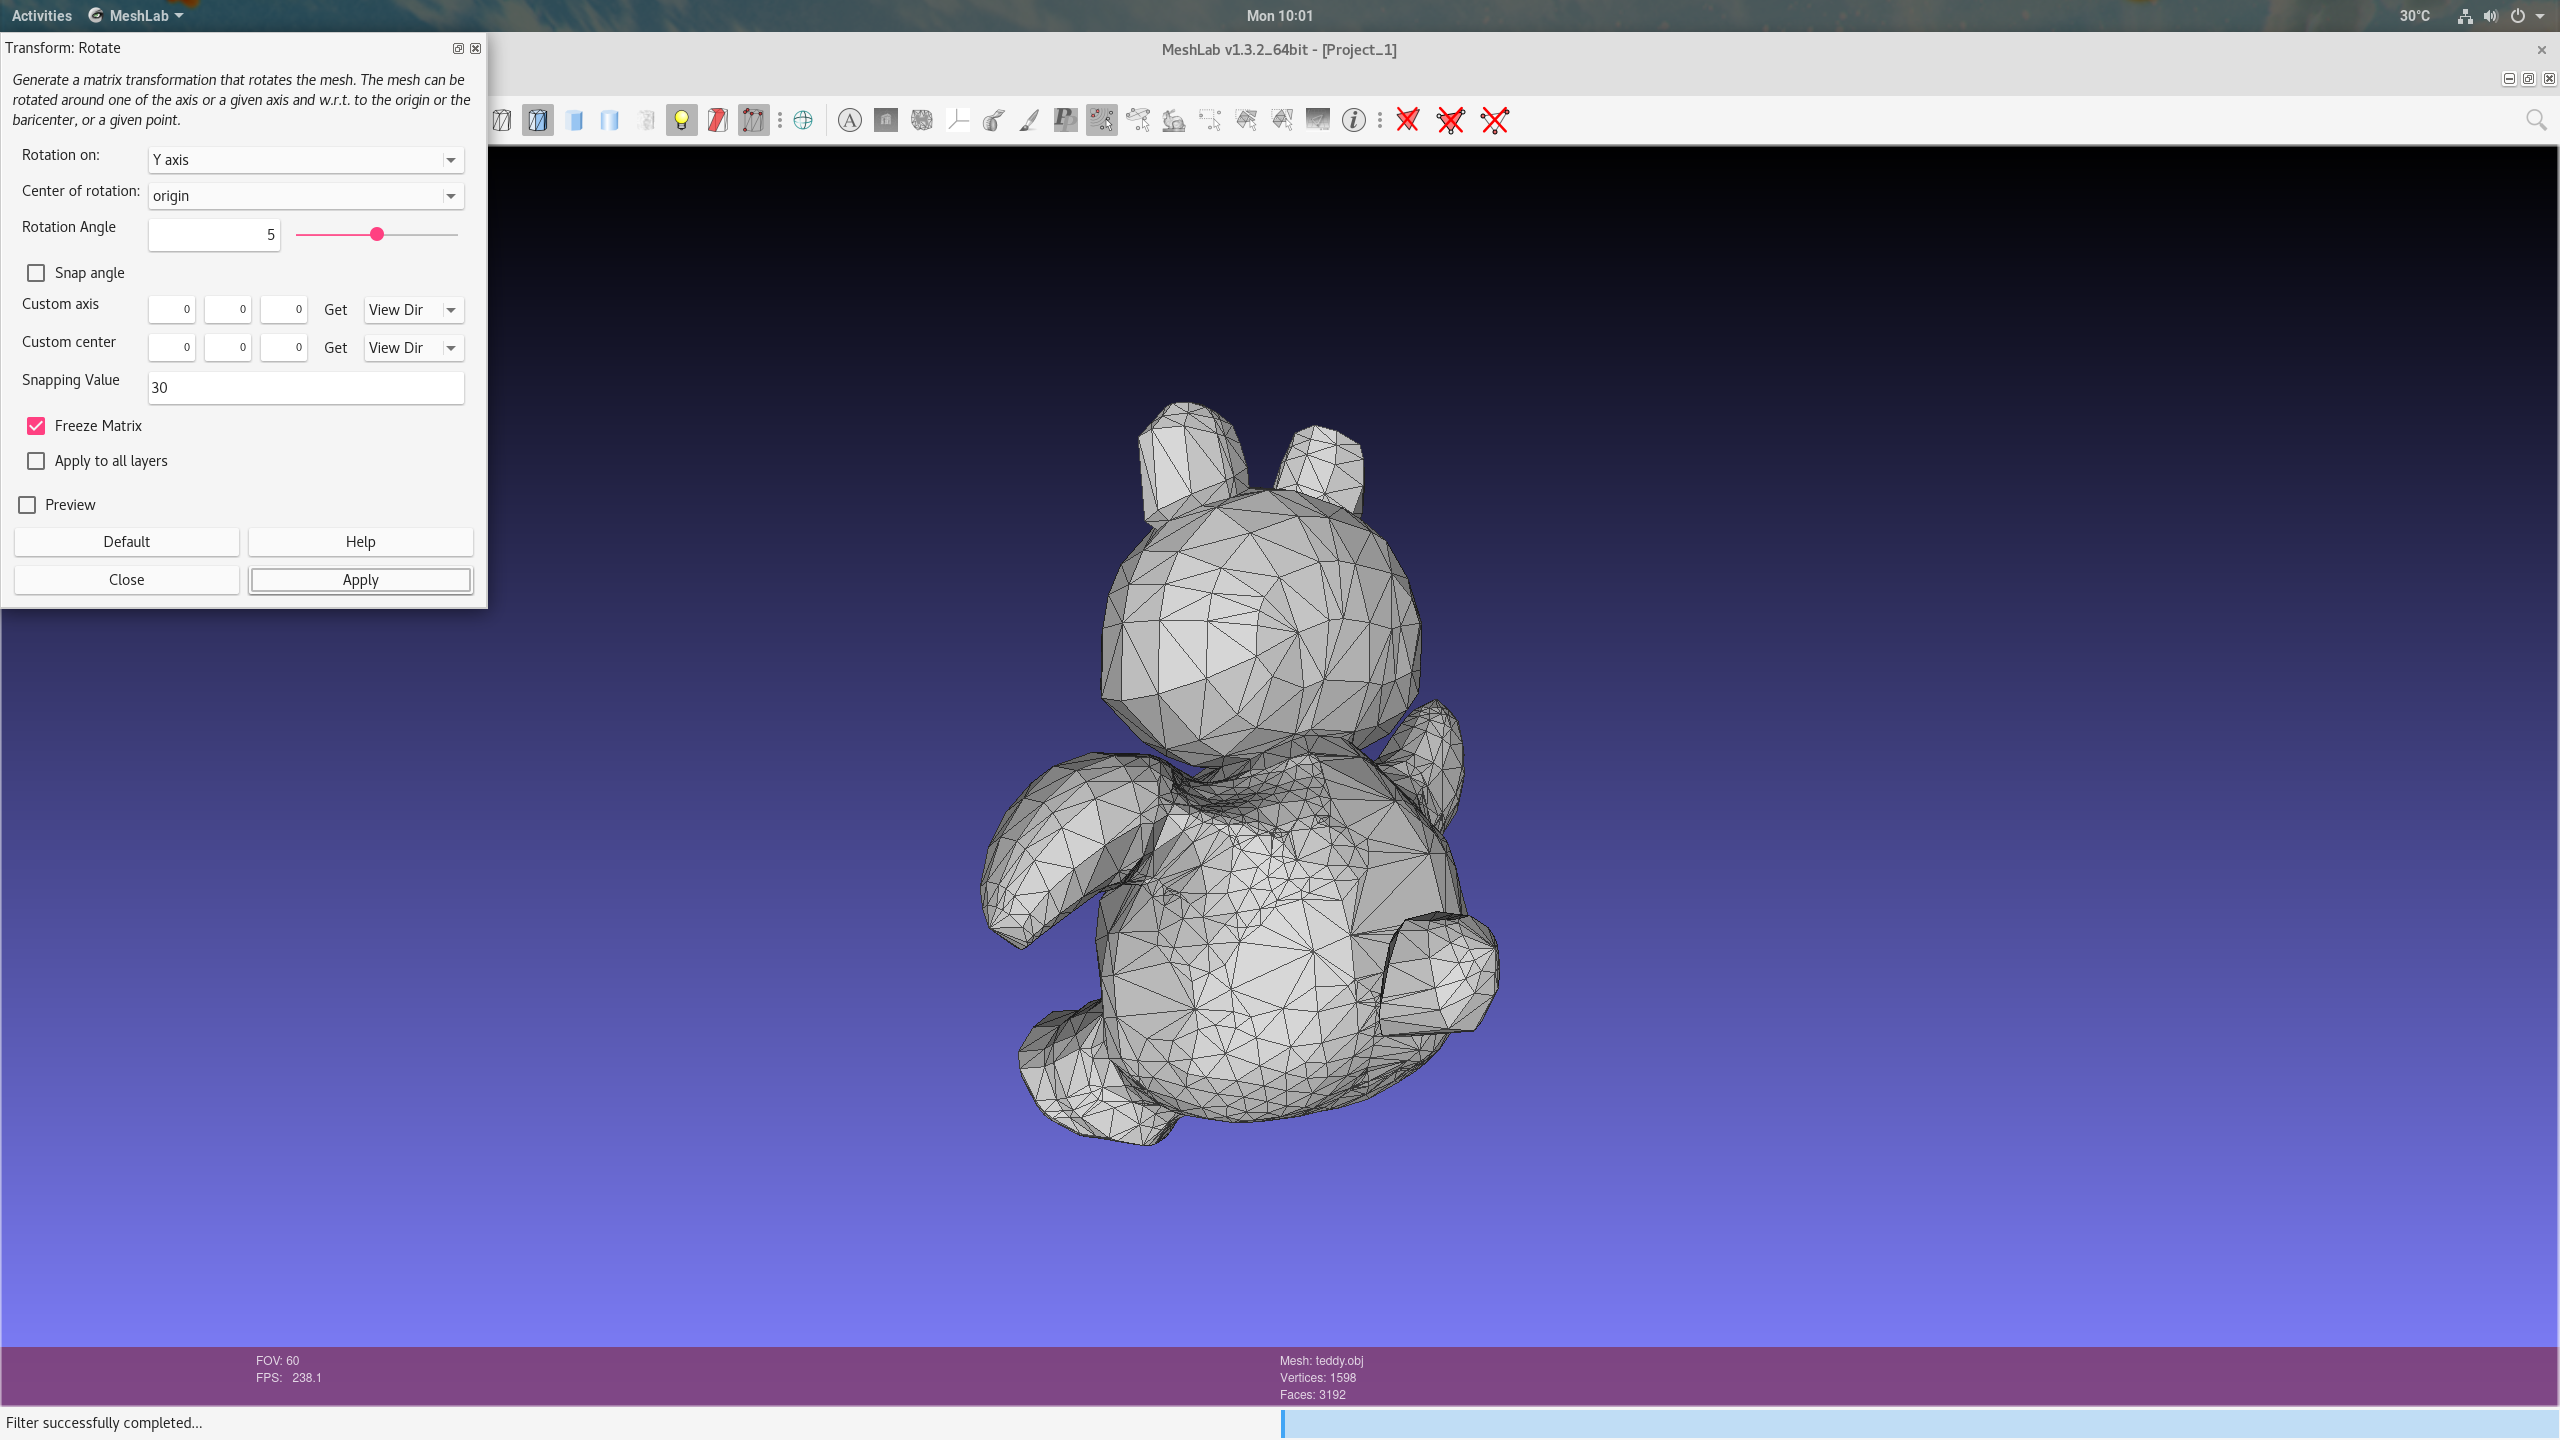 Activities MeshLab Mon 10:01 30°C
Transform: Rotate
MeshLab v1.3.2_64bit - [Project_1]
Generate a matrix transformation that rotates the mesh. The mesh can be
rotated around one of the axis or a given axis and w.r.t. to the origin or the
baricenter, or a given point.
Rotation on: Y axis
Center of rotation: origin
Rotation Angle 5
Snap angle
Custom axis 0 0 0 Get View Dir
Custom center 0 0 0 Get View Dir
Snapping Value 30
Freeze Matrix
Apply to all layers
Preview
Default Help
Close Apply
FOV: 60
FPS: 238.1
Mesh: teddy.obj
Vertices: 1598
Faces: 3192
Filter successfully completed...